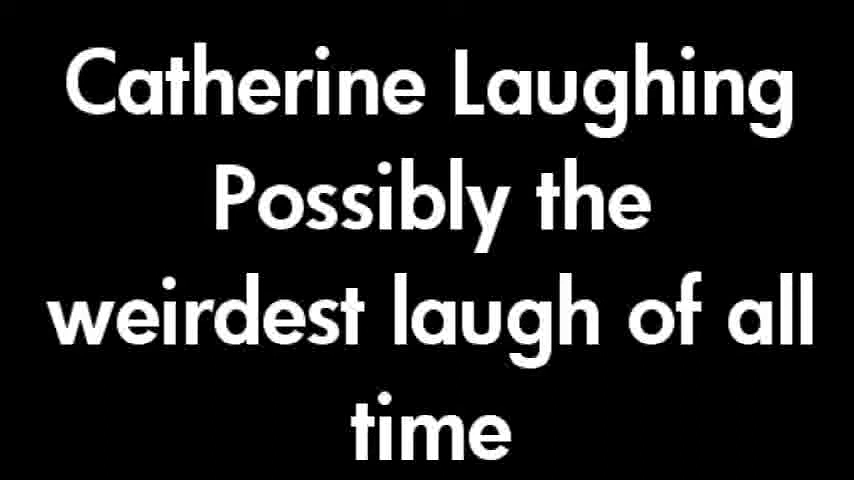 Catherine Laughing
Possibly the
weirdest laugh of all
time